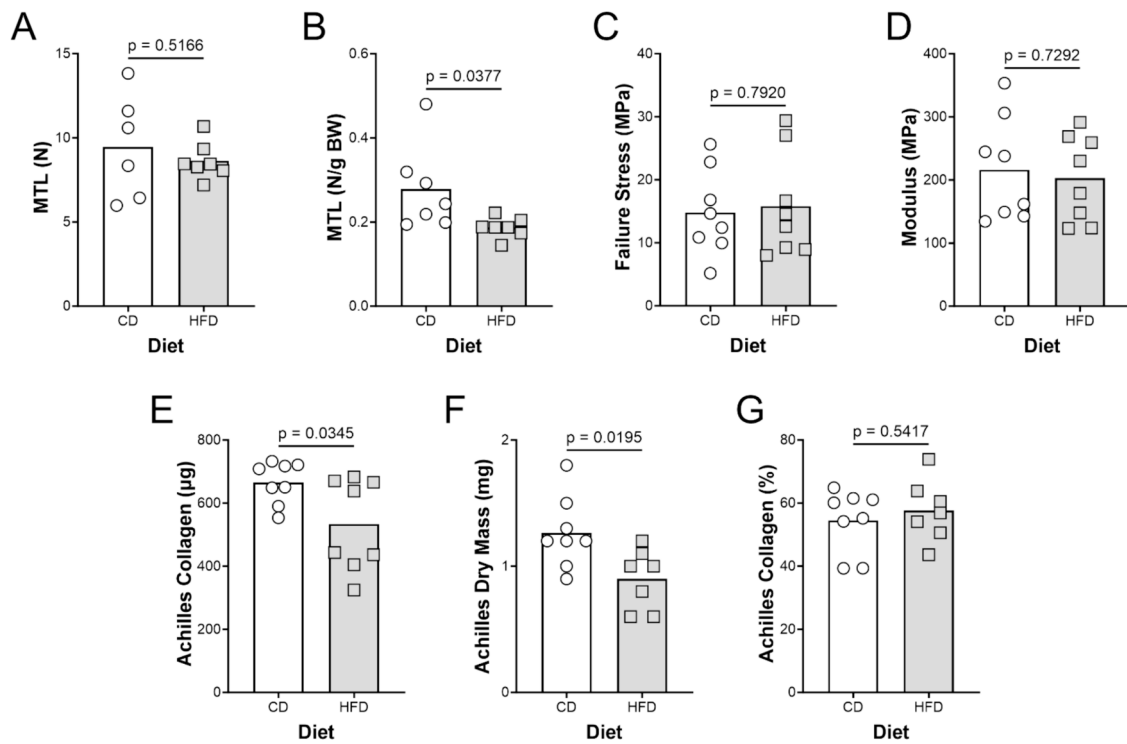 A
p = 0.5166
MTL (N)
15
10
5
0
CD
HFD
Diet
B
p = 0.0377
MTL (N/g BW)
0.6
0.4
0.2
0.0
CD
HFD
Diet
C
p = 0.7920
Failure Stress (MPa)
40
30
20
10
0
CD
HFD
Diet
D
p = 0.7292
Modulus (MPa)
400
300
200
100
0
CD
HFD
Diet
E
p = 0.0345
Achilles Collagen (µg)
800
600
400
200
0
CD
HFD
Diet
F
p = 0.0195
Achilles Dry Mass (mg)
2
1
0
CD
HFD
Diet
G
p = 0.5417
Achilles Collagen (%)
80
60
40
20
0
CD
HFD
Diet